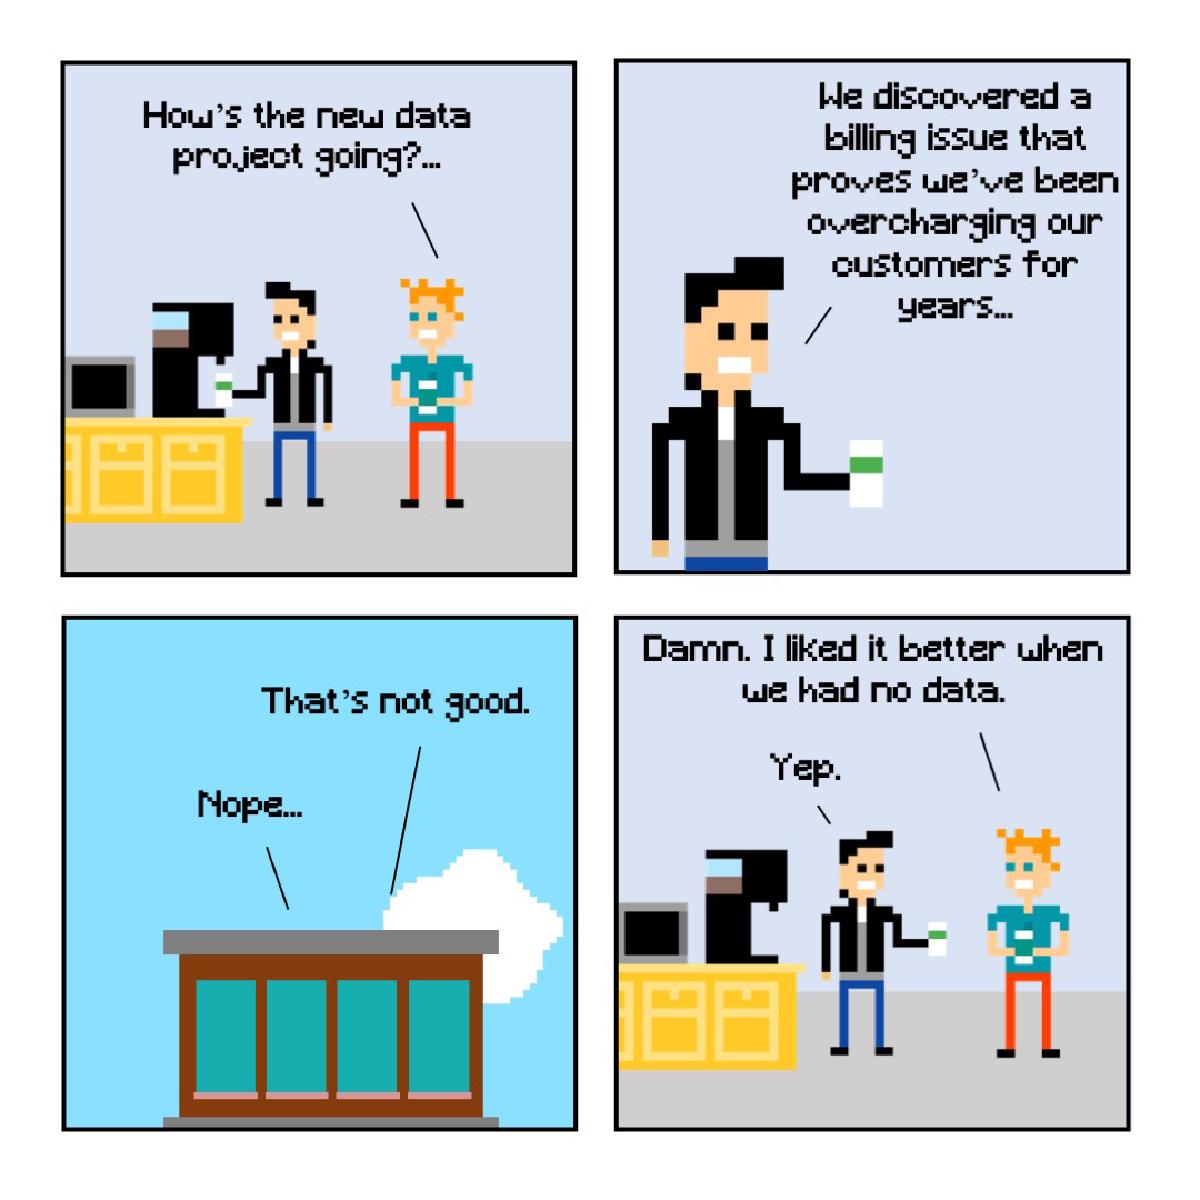 How's the new data
project going?...
We discovered a
billing issue that
proves we've been
overcharging our
customers for
years...
That's not good.
Nope...
Damn. I liked it better when
we had no data.
Yep.